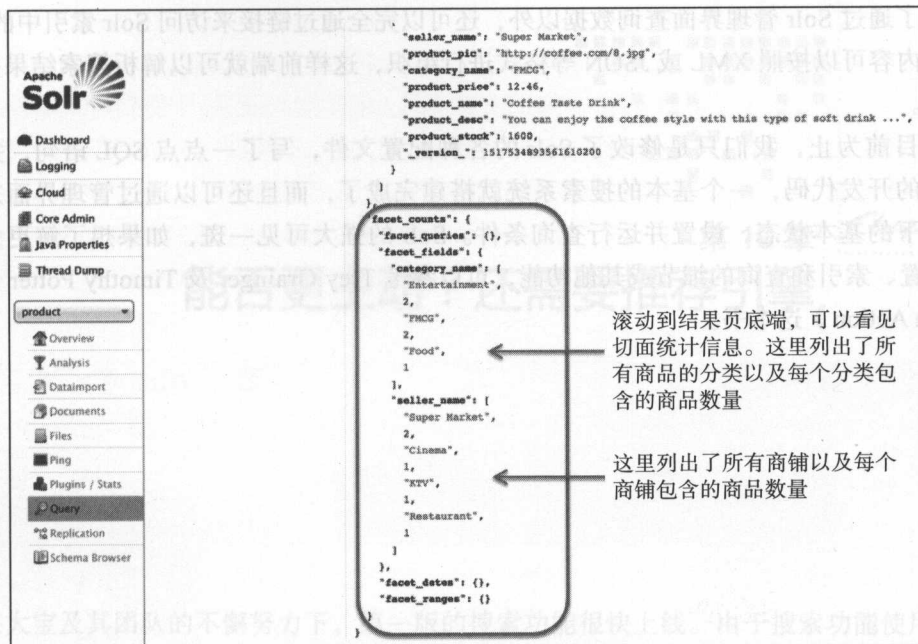 Apache
Solr
Dashboard
Logging
Cloud
Core Admin
Java Properties
Thread Dump
product
Overview
Analysis
Dataimport
Documents
Files
Ping
Plugins / Stats
Query
Replication
Schema Browser
"seller_name": "Super Market",
"product_pic": "http://coffee.com/8.jpg",
"category_name": "FMCG",
"product_price": 12.46,
"product_name": "Coffee Taste Drink",
"product_desc": "You can enjoy the coffee style with this type of soft drink ...",
"product_stock": 1600,
}
]
},
"facet_counts": {
"facet_queries": {},
"facet_fields": {
"category_name": [
"Entertainment",
2,
"FMCG",
2,
"Food",
1
],
"seller_name": [
"Super Market",
2,
"Cinema",
1,
"KTV",
1,
"Restaurant",
1
]
},
"facet_dates": {},
"facet_ranges": {}
}
}
滚动到结果页底端，可以看见
切面统计信息。这里列出了所
有商品的分类以及每个分类包
含的商品数量
这里列出了所有商铺以及每个
商铺包含的商品数量